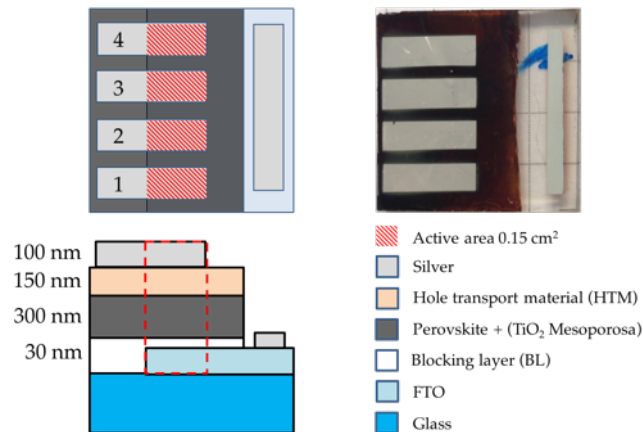 4
3
2
1
100 nm
150 nm
300 nm
30 nm
Active area 0.15 cm²
Silver
Hole transport material (HTM)
Perovskite + (TiO₂ Mesoporosa)
Blocking layer (BL)
FTO
Glass